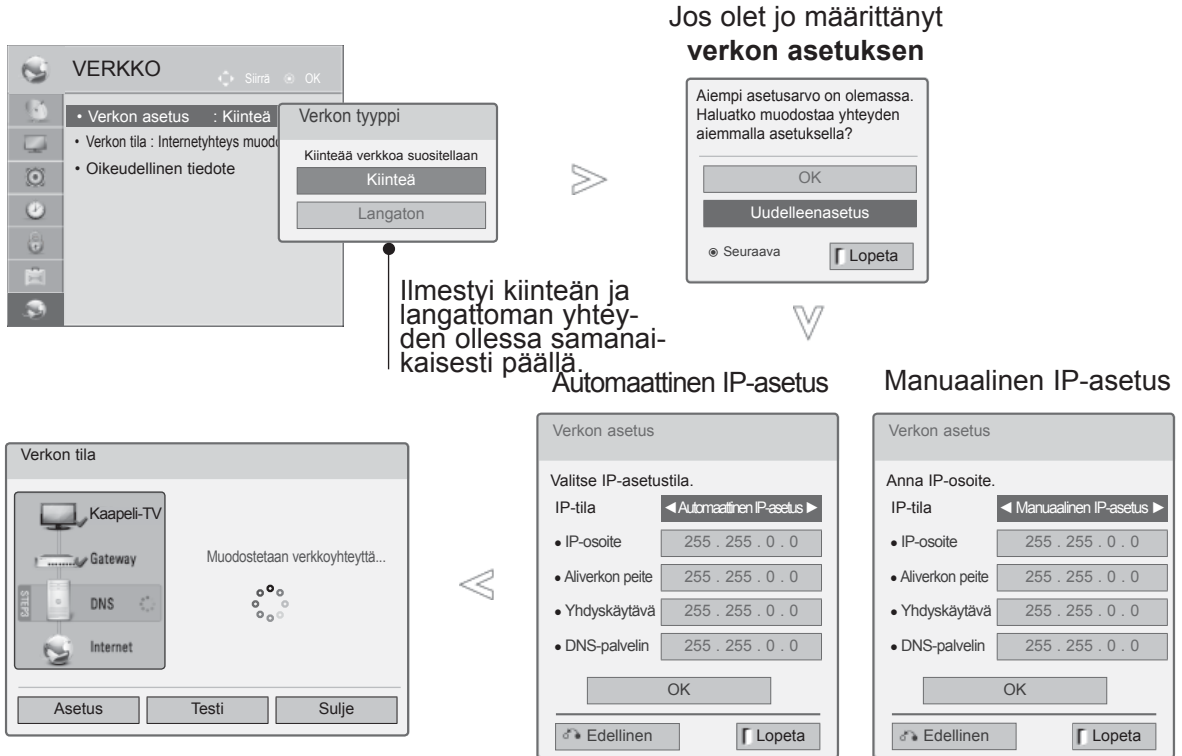 VERKKO
Siirrä
OK
• Verkon asetus : Kiinteä
• Verkon tila : Internetyhteys muod
• Oikeudellinen tiedote
Verkon tyyppi
Kiinteää verkkoa suositellaan
Kiinteä
Langaton
Ilmestyi kiinteän ja
langattoman yhtey-
den ollessa samanai-
kaisesti päällä.
Jos olet jo määrittänyt
verkon asetuksen
Aiempi asetusarvo on olemassa.
Haluatko muodostaa yhteyden
aiemmalla asetuksella?
OK
Uudelleenasetus
Seuraava
Lopeta
Automaattinen IP-asetus
Verkon asetus
Valitse IP-asetustila.
IP-tila ◄ Automaattinen IP-asetus ►
• IP-osoite 255 . 255 . 0 . 0
• Aliverkon peite 255 . 255 . 0 . 0
• Yhdyskäytävä 255 . 255 . 0 . 0
• DNS-palvelin 255 . 255 . 0 . 0
OK
Edellinen
Lopeta
Manuaalinen IP-asetus
Verkon asetus
Anna IP-osoite.
IP-tila ◄ Manuaalinen IP-asetus ►
• IP-osoite 255 . 255 . 0 . 0
• Aliverkon peite 255 . 255 . 0 . 0
• Yhdyskäytävä 255 . 255 . 0 . 0
• DNS-palvelin 255 . 255 . 0 . 0
OK
Edellinen
Lopeta
Verkon tila
Kaapeli-TV
Gateway
STEP3
DNS
Internet
Muodostetaan verkkoyhteyttä...
Asetus
Testi
Sulje